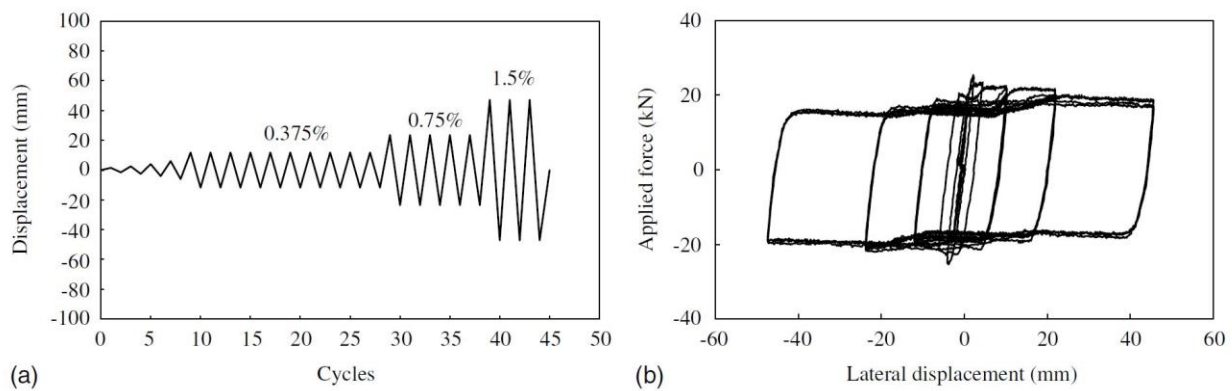 100
80
60
40
20
0
-20
-40
-60
-80
-100
0 5 10 15 20 25 30 35 40 45 50
Displacement (mm)
Cycles
0.375%
0.75%
1.5%
(a)
40
20
0
-20
-40
-60 -40 -20 0 20 40 60
Applied force (kN)
Lateral displacement (mm)
(b)